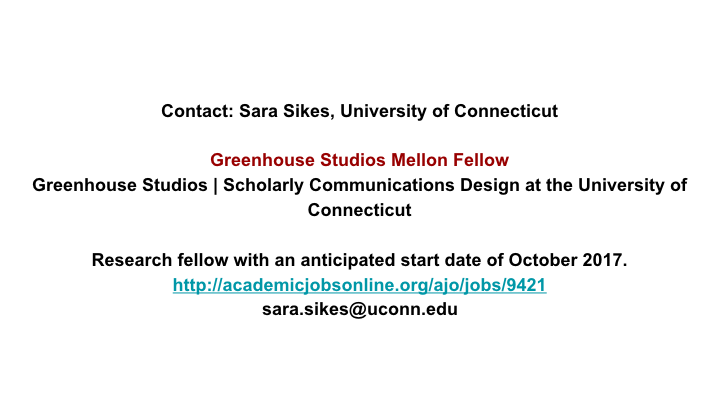 Contact: Sara Sikes, University of Connecticut
Greenhouse Studios Mellon Fellow
Greenhouse Studios | Scholarly Communications Design at the University of
Connecticut
Research fellow with an anticipated start date of October 2017.
http://academicjobsonline.org/ajo/jobs/9421
sara.sikes@uconn.edu